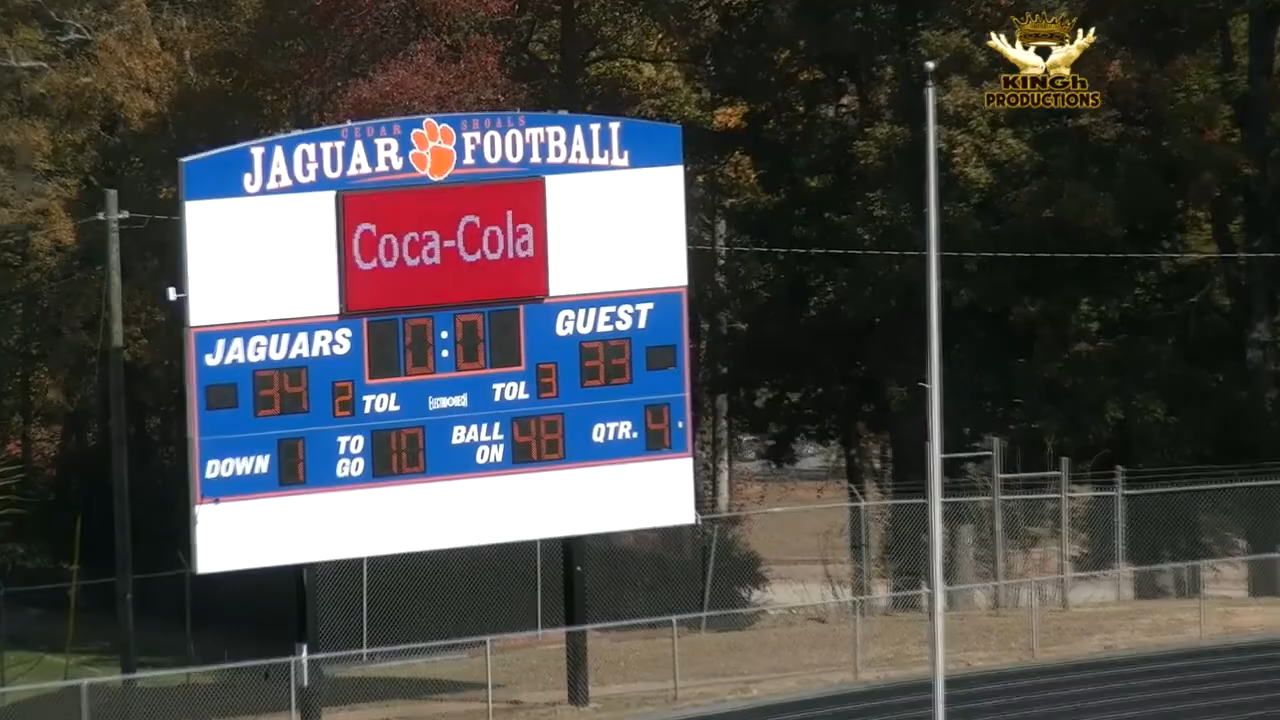 KINGh
PRODUCTIONS
CEDAR SHOALS
JAGUAR FOOTBALL
Coca-Cola
JAGUARS 0:0 GUEST
34 2 TOL TOL 3 33
DOWN 1 TO GO 10 BALL ON 48 QTR. 4